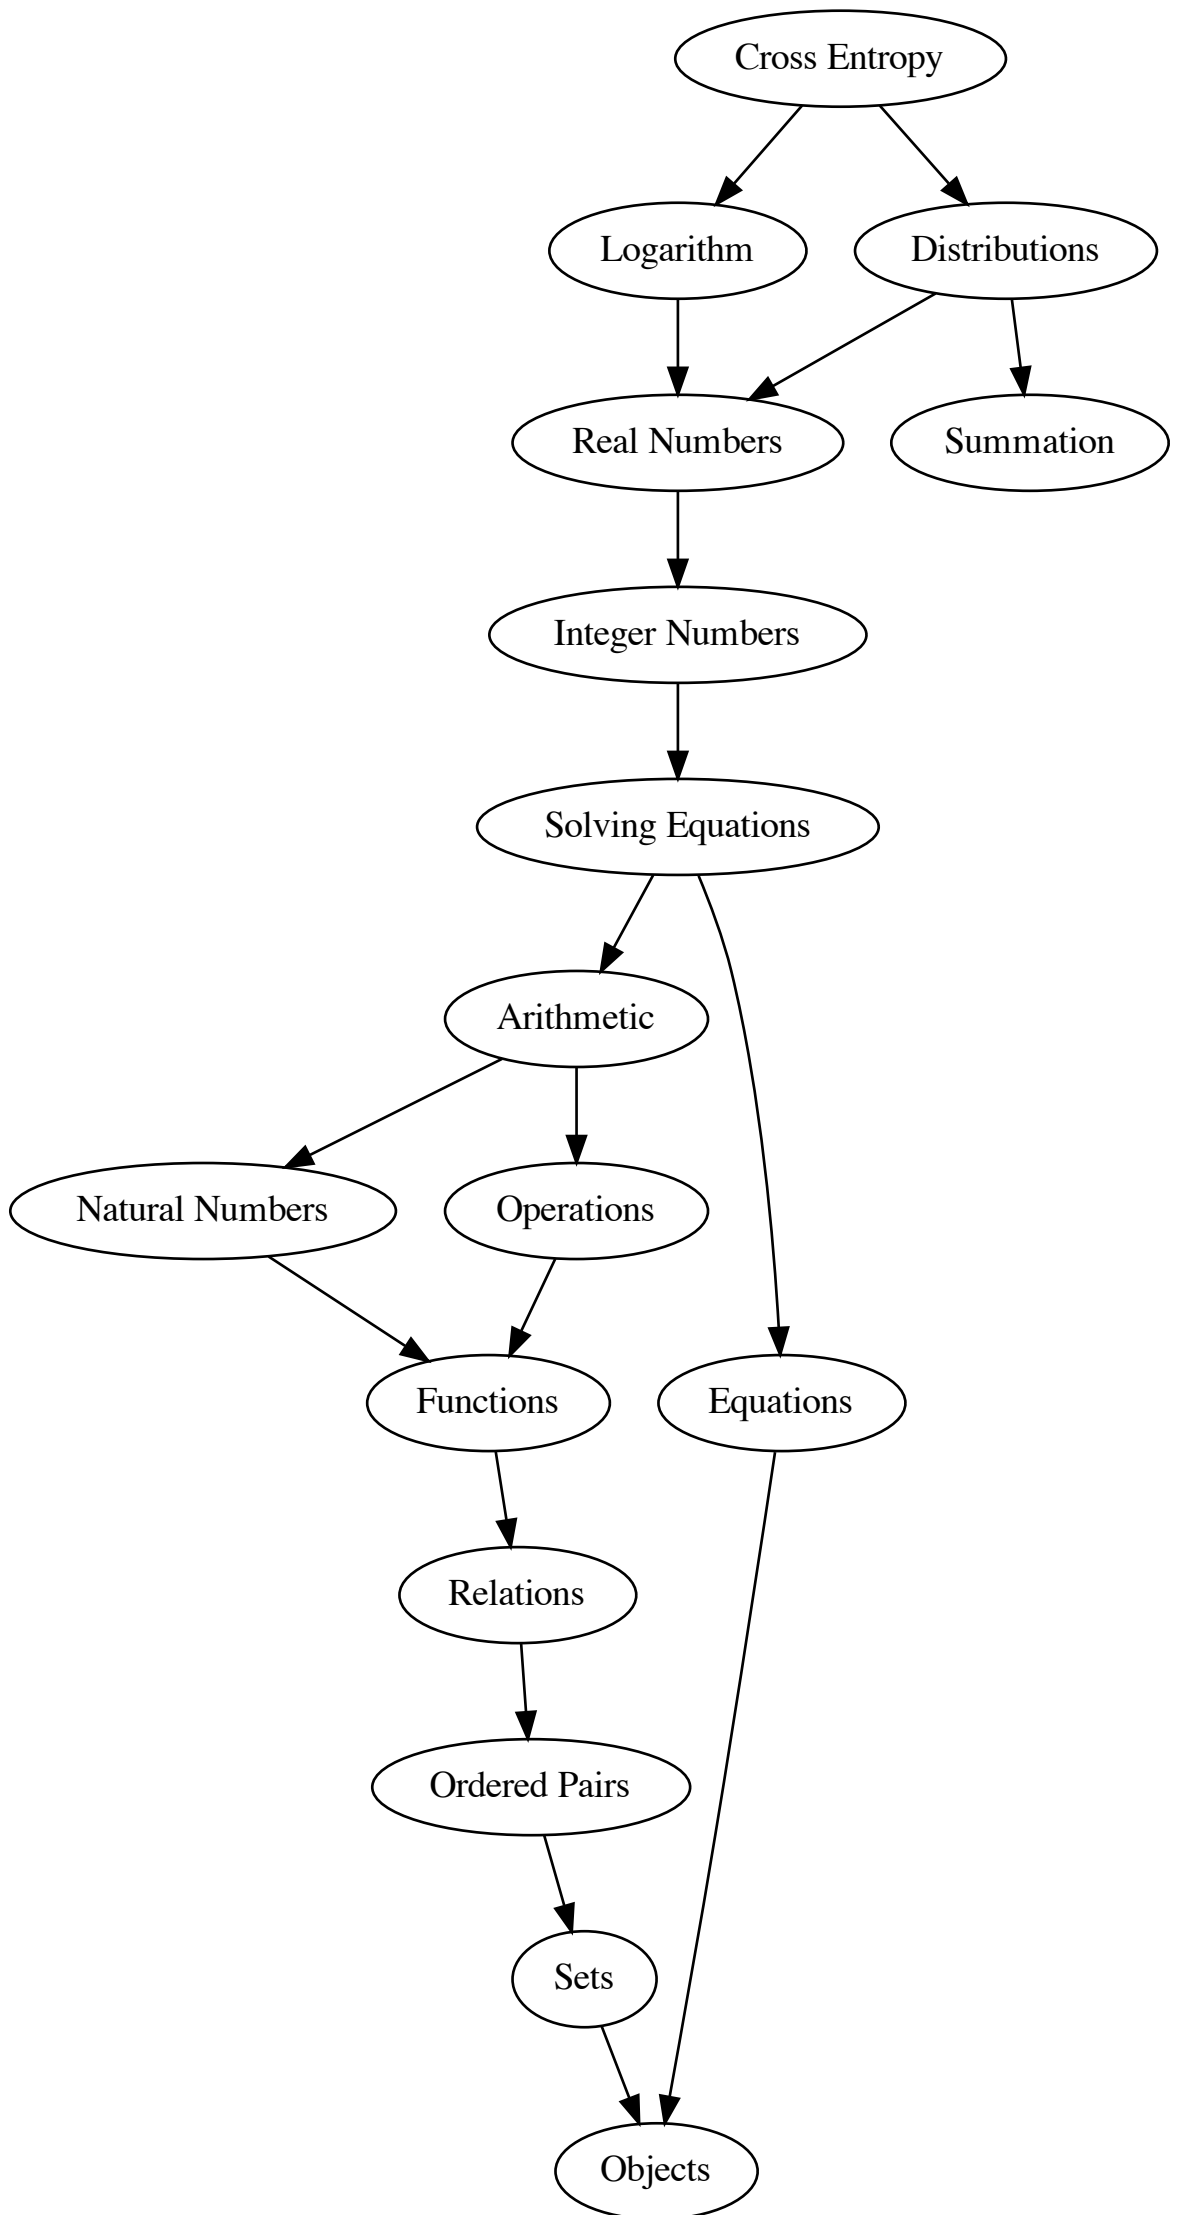 Cross Entropy
Logarithm
Distributions
Real Numbers
Summation
Integer Numbers
Solving Equations
Arithmetic
Natural Numbers
Operations
Functions
Equations
Relations
Ordered Pairs
Sets
Objects